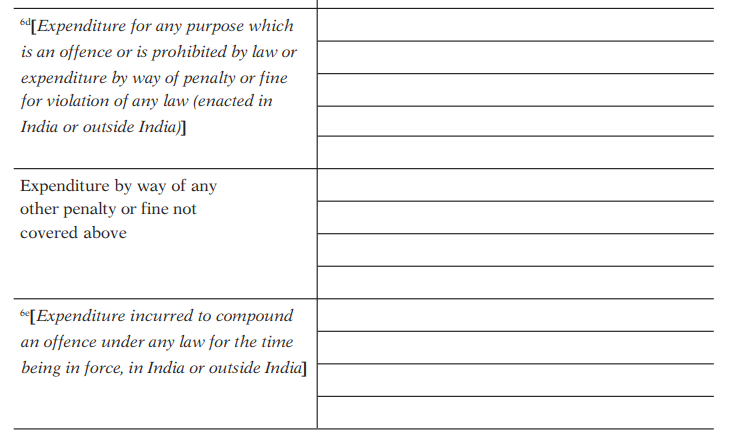 6d[Expenditure for any purpose which
is an offence or is prohibited by law or
expenditure by way of penalty or fine
for violation of any law (enacted in
India or outside India)]
Expenditure by way of any
other penalty or fine not
covered above
6e[Expenditure incurred to compound
an offence under any law for the time
being in force, in India or outside India]